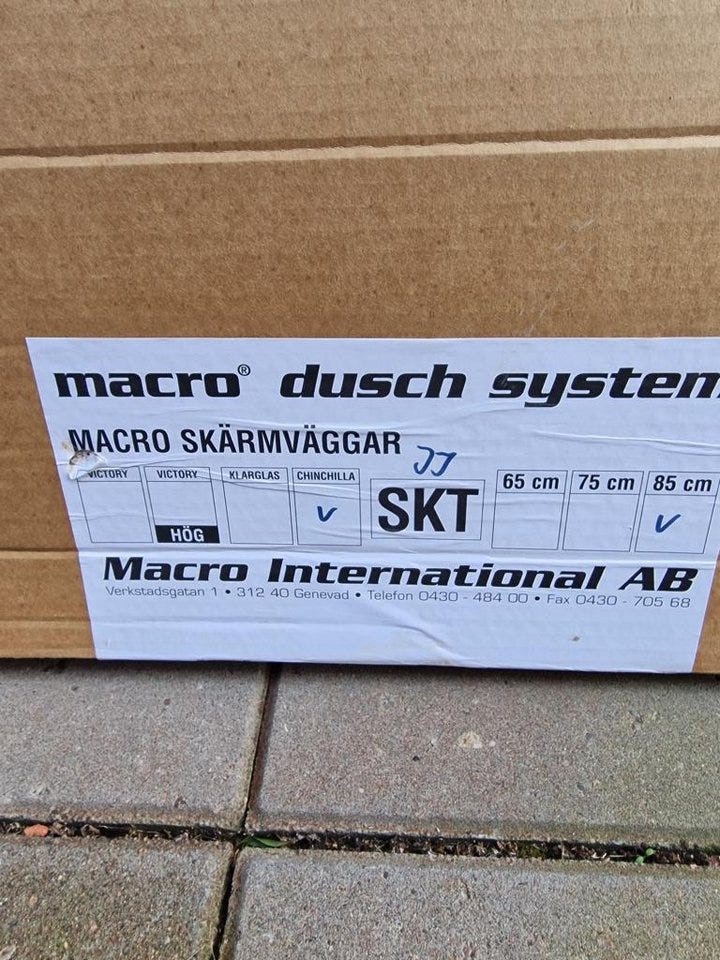 macro® dusch system
MACRO SKÄRMVÄGGAR JJ
VICTORY VICTORY KLARGLAS CHINCHILLA SKT 65 cm 75 cm 85 cm
HÖG V V
Macro International AB
Verkstadsgatan 1 • 312 40 Genevad • Telefon 0430 - 484 00 • Fax 0430 - 705 68